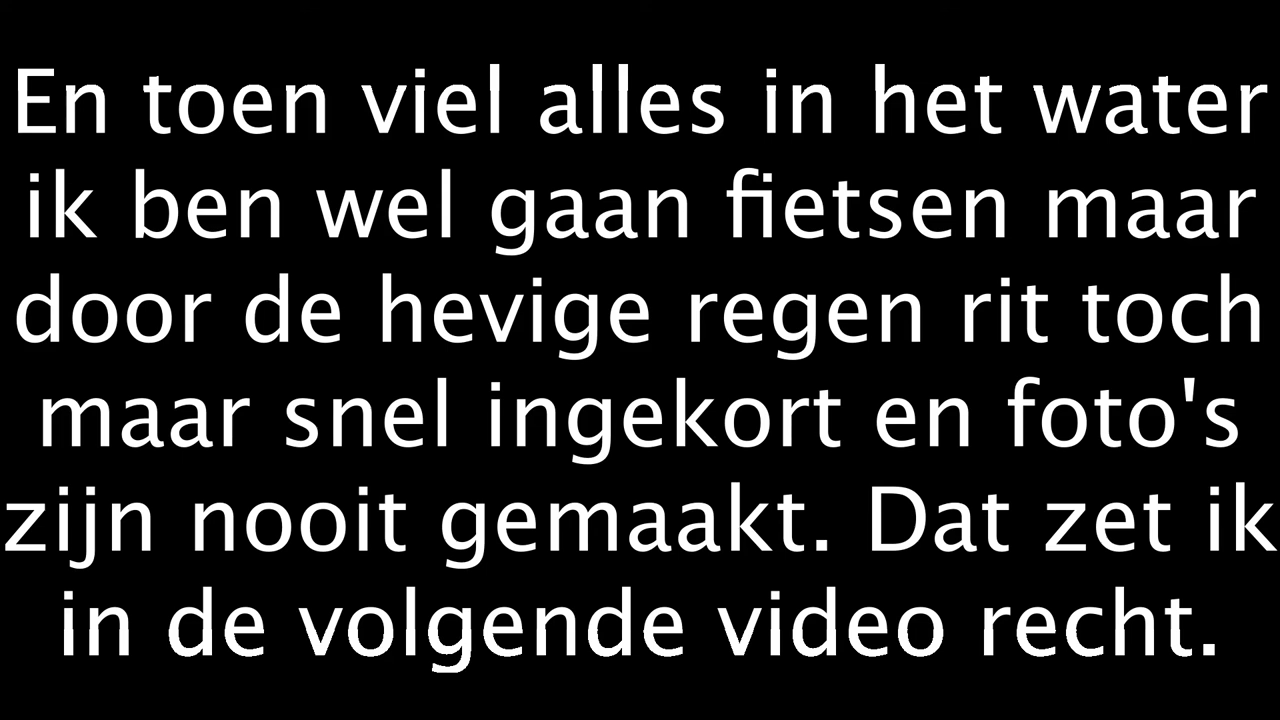 En toen viel alles in het water
ik ben wel gaan fietsen maar
door de hevige regen rit toch
maar snel ingekort en foto's
zijn nooit gemaakt. Dat zet ik
in de volgende video recht.